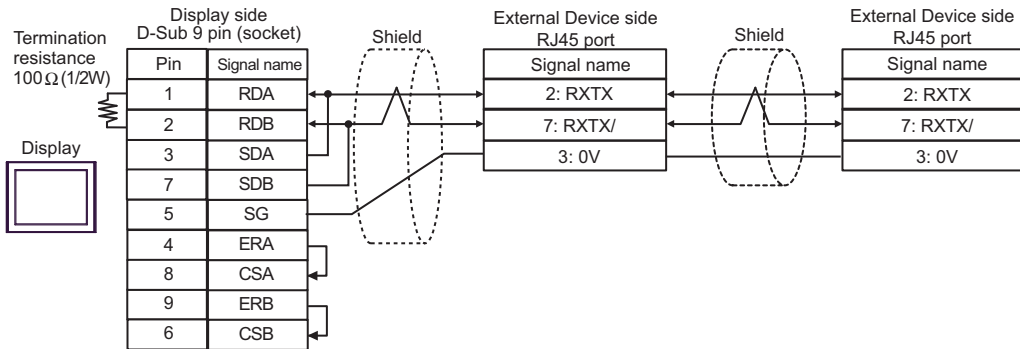 Display side
D-Sub 9 pin (socket)
Termination
resistance
100Ω(1/2W)
Display
Pin Signal name
1 RDA
2 RDB
3 SDA
7 SDB
5 SG
4 ERA
8 CSA
9 ERB
6 CSB
Shield
External Device side
RJ45 port
Signal name
2: RXTX
7: RXTX/
3: 0V
Shield
External Device side
RJ45 port
Signal name
2: RXTX
7: RXTX/
3: 0V